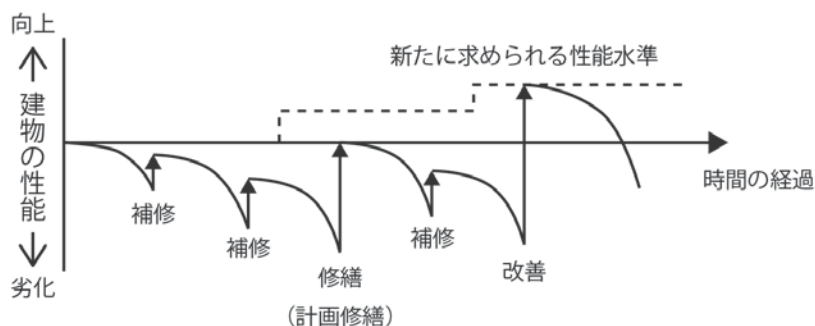 向上
建物の性能
劣化
新たに求められる性能水準
時間の経過
補修
補修
修繕
（計画修繕）
補修
改善